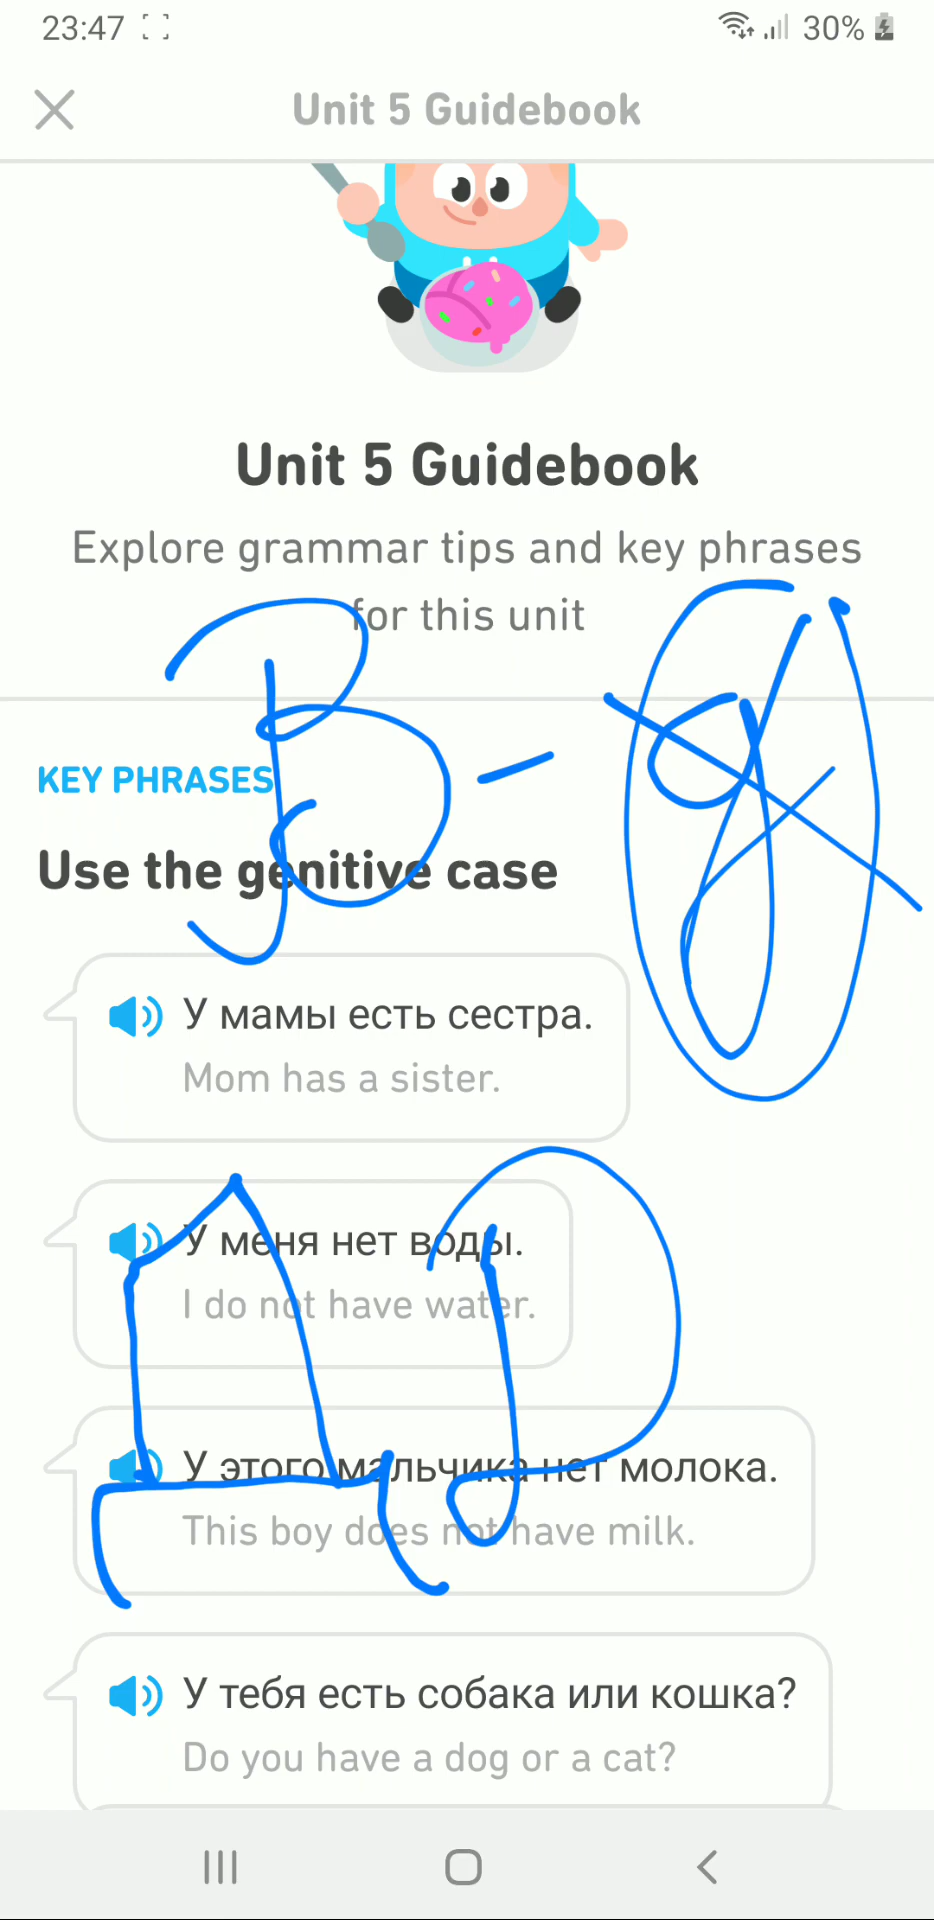 23:47 30%
Unit 5 Guidebook
Unit 5 Guidebook
Explore grammar tips and key phrases
for this unit
В -
KEY PHRASES
Use the genitive case
У мамы есть сестра.
Mom has a sister.
У меня нет воды.
I do not have water.
Д Р
У этого мальчика нет молока.
This boy does not have milk.
У тебя есть собака или кошка?
Do you have a dog or a cat?